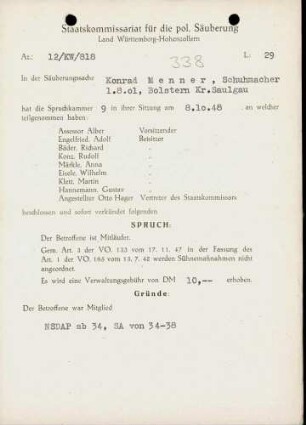 Staatskommissariat für die pol. Säuberung
Land Württemberg-Hohenzollern
Az: 12/KW/818
338
L. 29
In der Säuberungssache Konrad Menner, Schuhmacher
1.8.01, Bolstern Kr.Saulgau
hat die Spruchkammer 9 in ihrer Sitzung am 8.10.48 an welcher
teilgenommen haben:
Assessor Alber Vorsitzender
Engelfried, Adolf Beisitzer
Bäder, Richard "
Konz, Rudolf "
Märkle, Anna "
Eisele, Wilhelm "
Klett, Martin "
Hannemann, Gustav "
Angestellter Otto Hager Vertreter des Staatskommissars
beschlossen und sofort verkündet folgenden
SPRUCH:
Der Betroffene ist Mitläufer.
Gem. Art. 1 der VO. 133 vom 17. 11. 47 in der Fassung des
Art. 1 der VO. 165 vom 13. 7. 48 werden Sühnemaßnahmen nicht
angeordnet.
Es wird eine Verwaltungsgebühr von DM 10,-- erhoben.
Gründe:
Der Betroffene war Mitglied
NSDAP ab 34, SA von 34-38